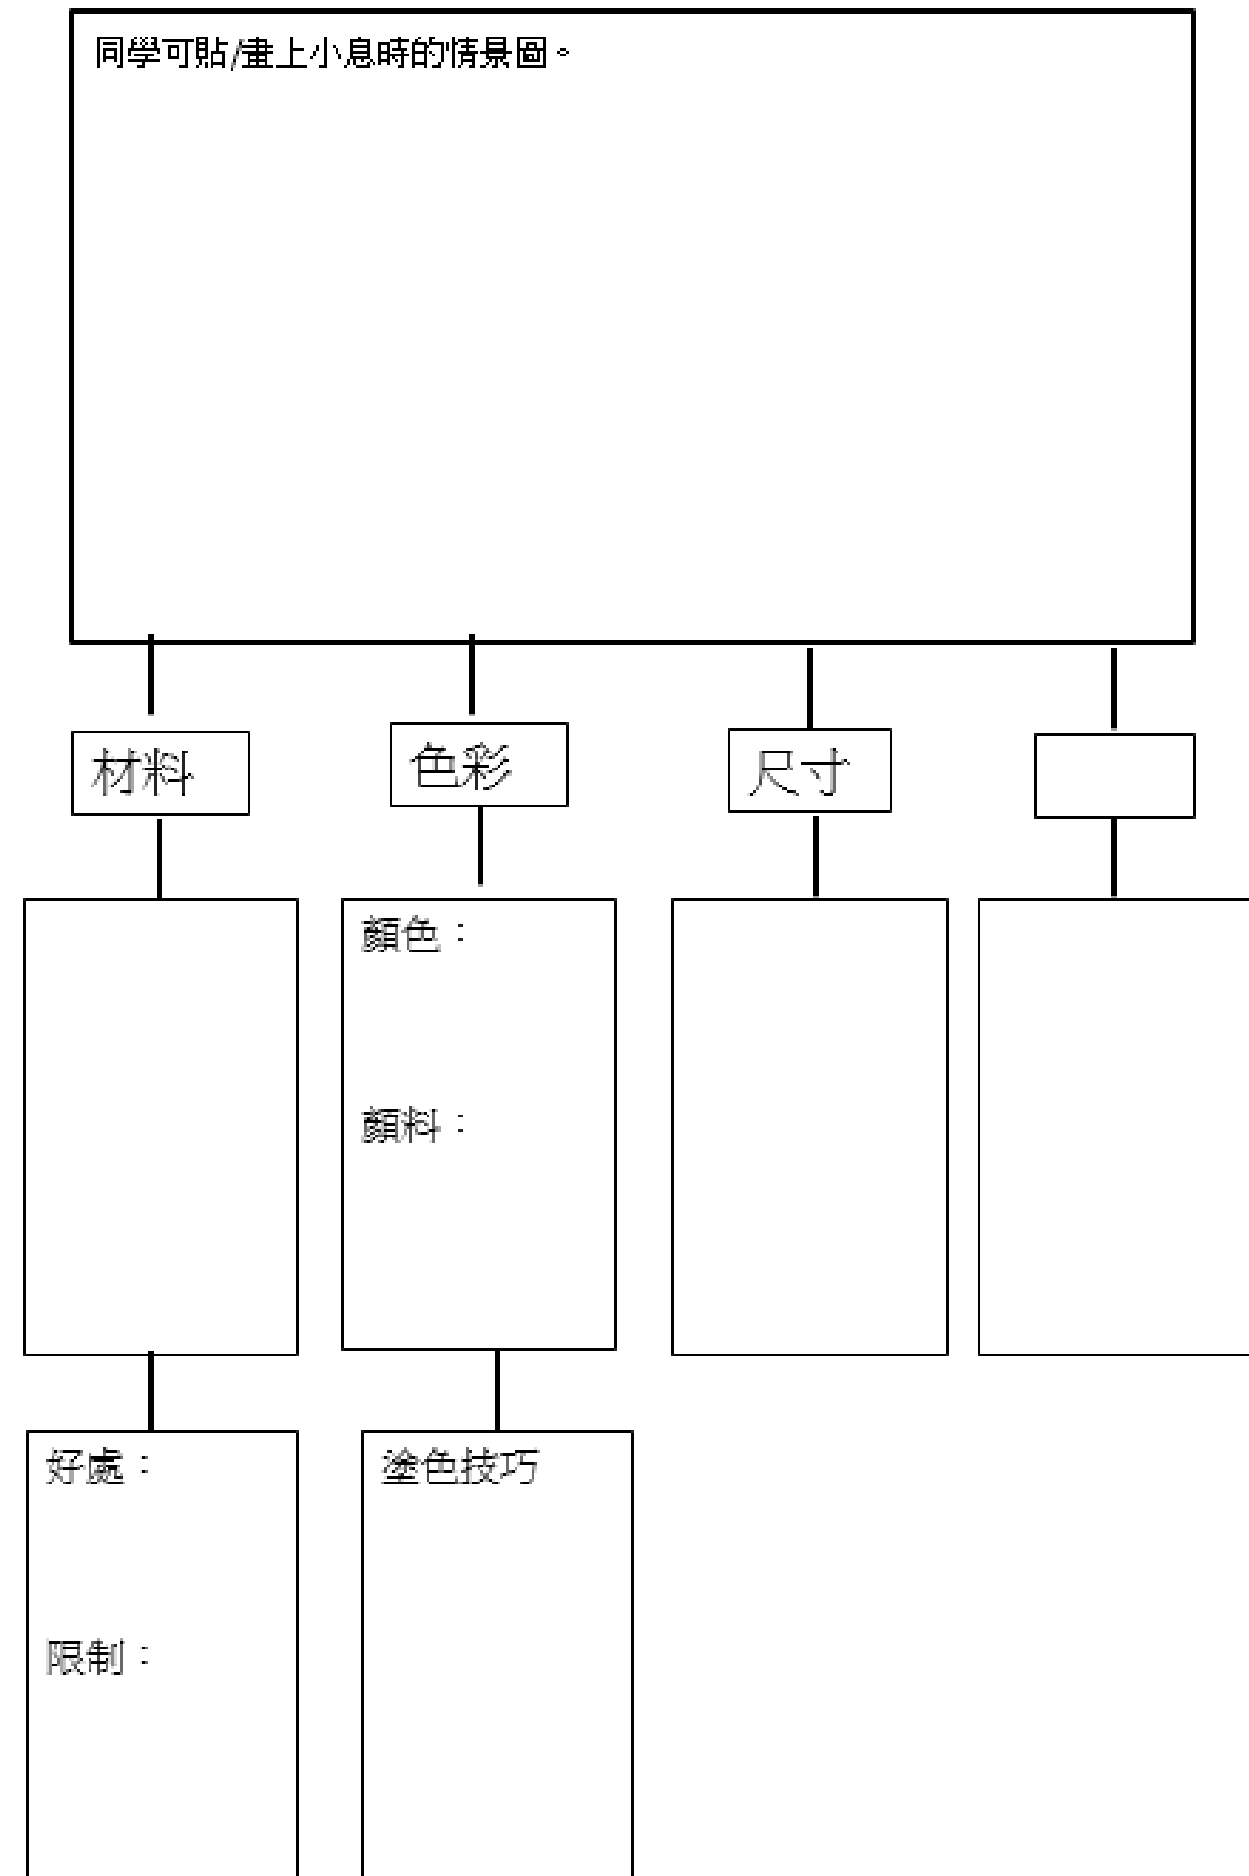 同學可貼/畫上小息時的情景圖。
材料
色彩
尺寸
顏色：
顏料：
好處：
限制：
塗色技巧